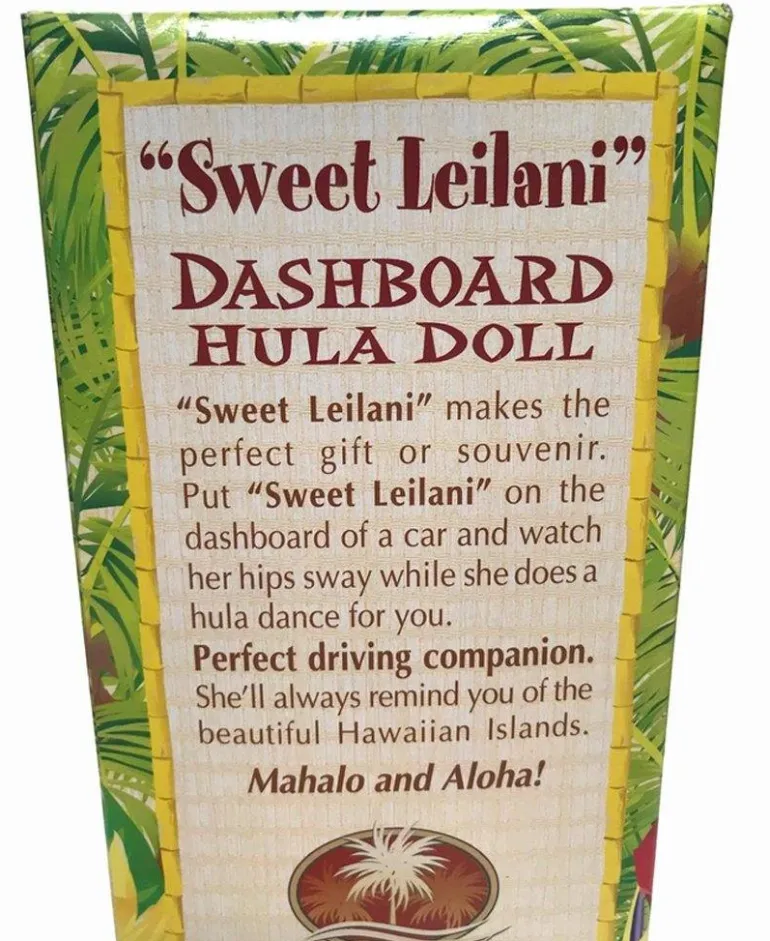 “Sweet Leilani”
DASHBOARD
HULA DOLL
“Sweet Leilani” makes the
perfect gift or souvenir.
Put “Sweet Leilani” on the
dashboard of a car and watch
her hips sway while she does a
hula dance for you.
Perfect driving companion.
She’ll always remind you of the
beautiful Hawaiian Islands.
Mahalo and Aloha!